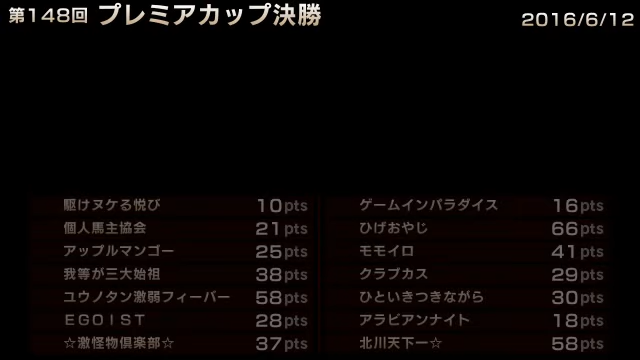 第148回 プレミアカップ決勝
2016/6/12
駆けヌケる悦び 10pts
個人馬主協会 21pts
アップルマンゴー 25pts
我等が三大始祖 38pts
ユウノタン激弱フィーバー 58pts
ＥＧＯＩＳＴ 28pts
☆激怪物倶楽部☆ 37pts
ゲームインパラダイス 16pts
ひげおやじ 66pts
モモイロ 41pts
クラブカス 29pts
ひといきつきながら 30pts
アラビアンナイト 18pts
北川天下一☆ 58pts